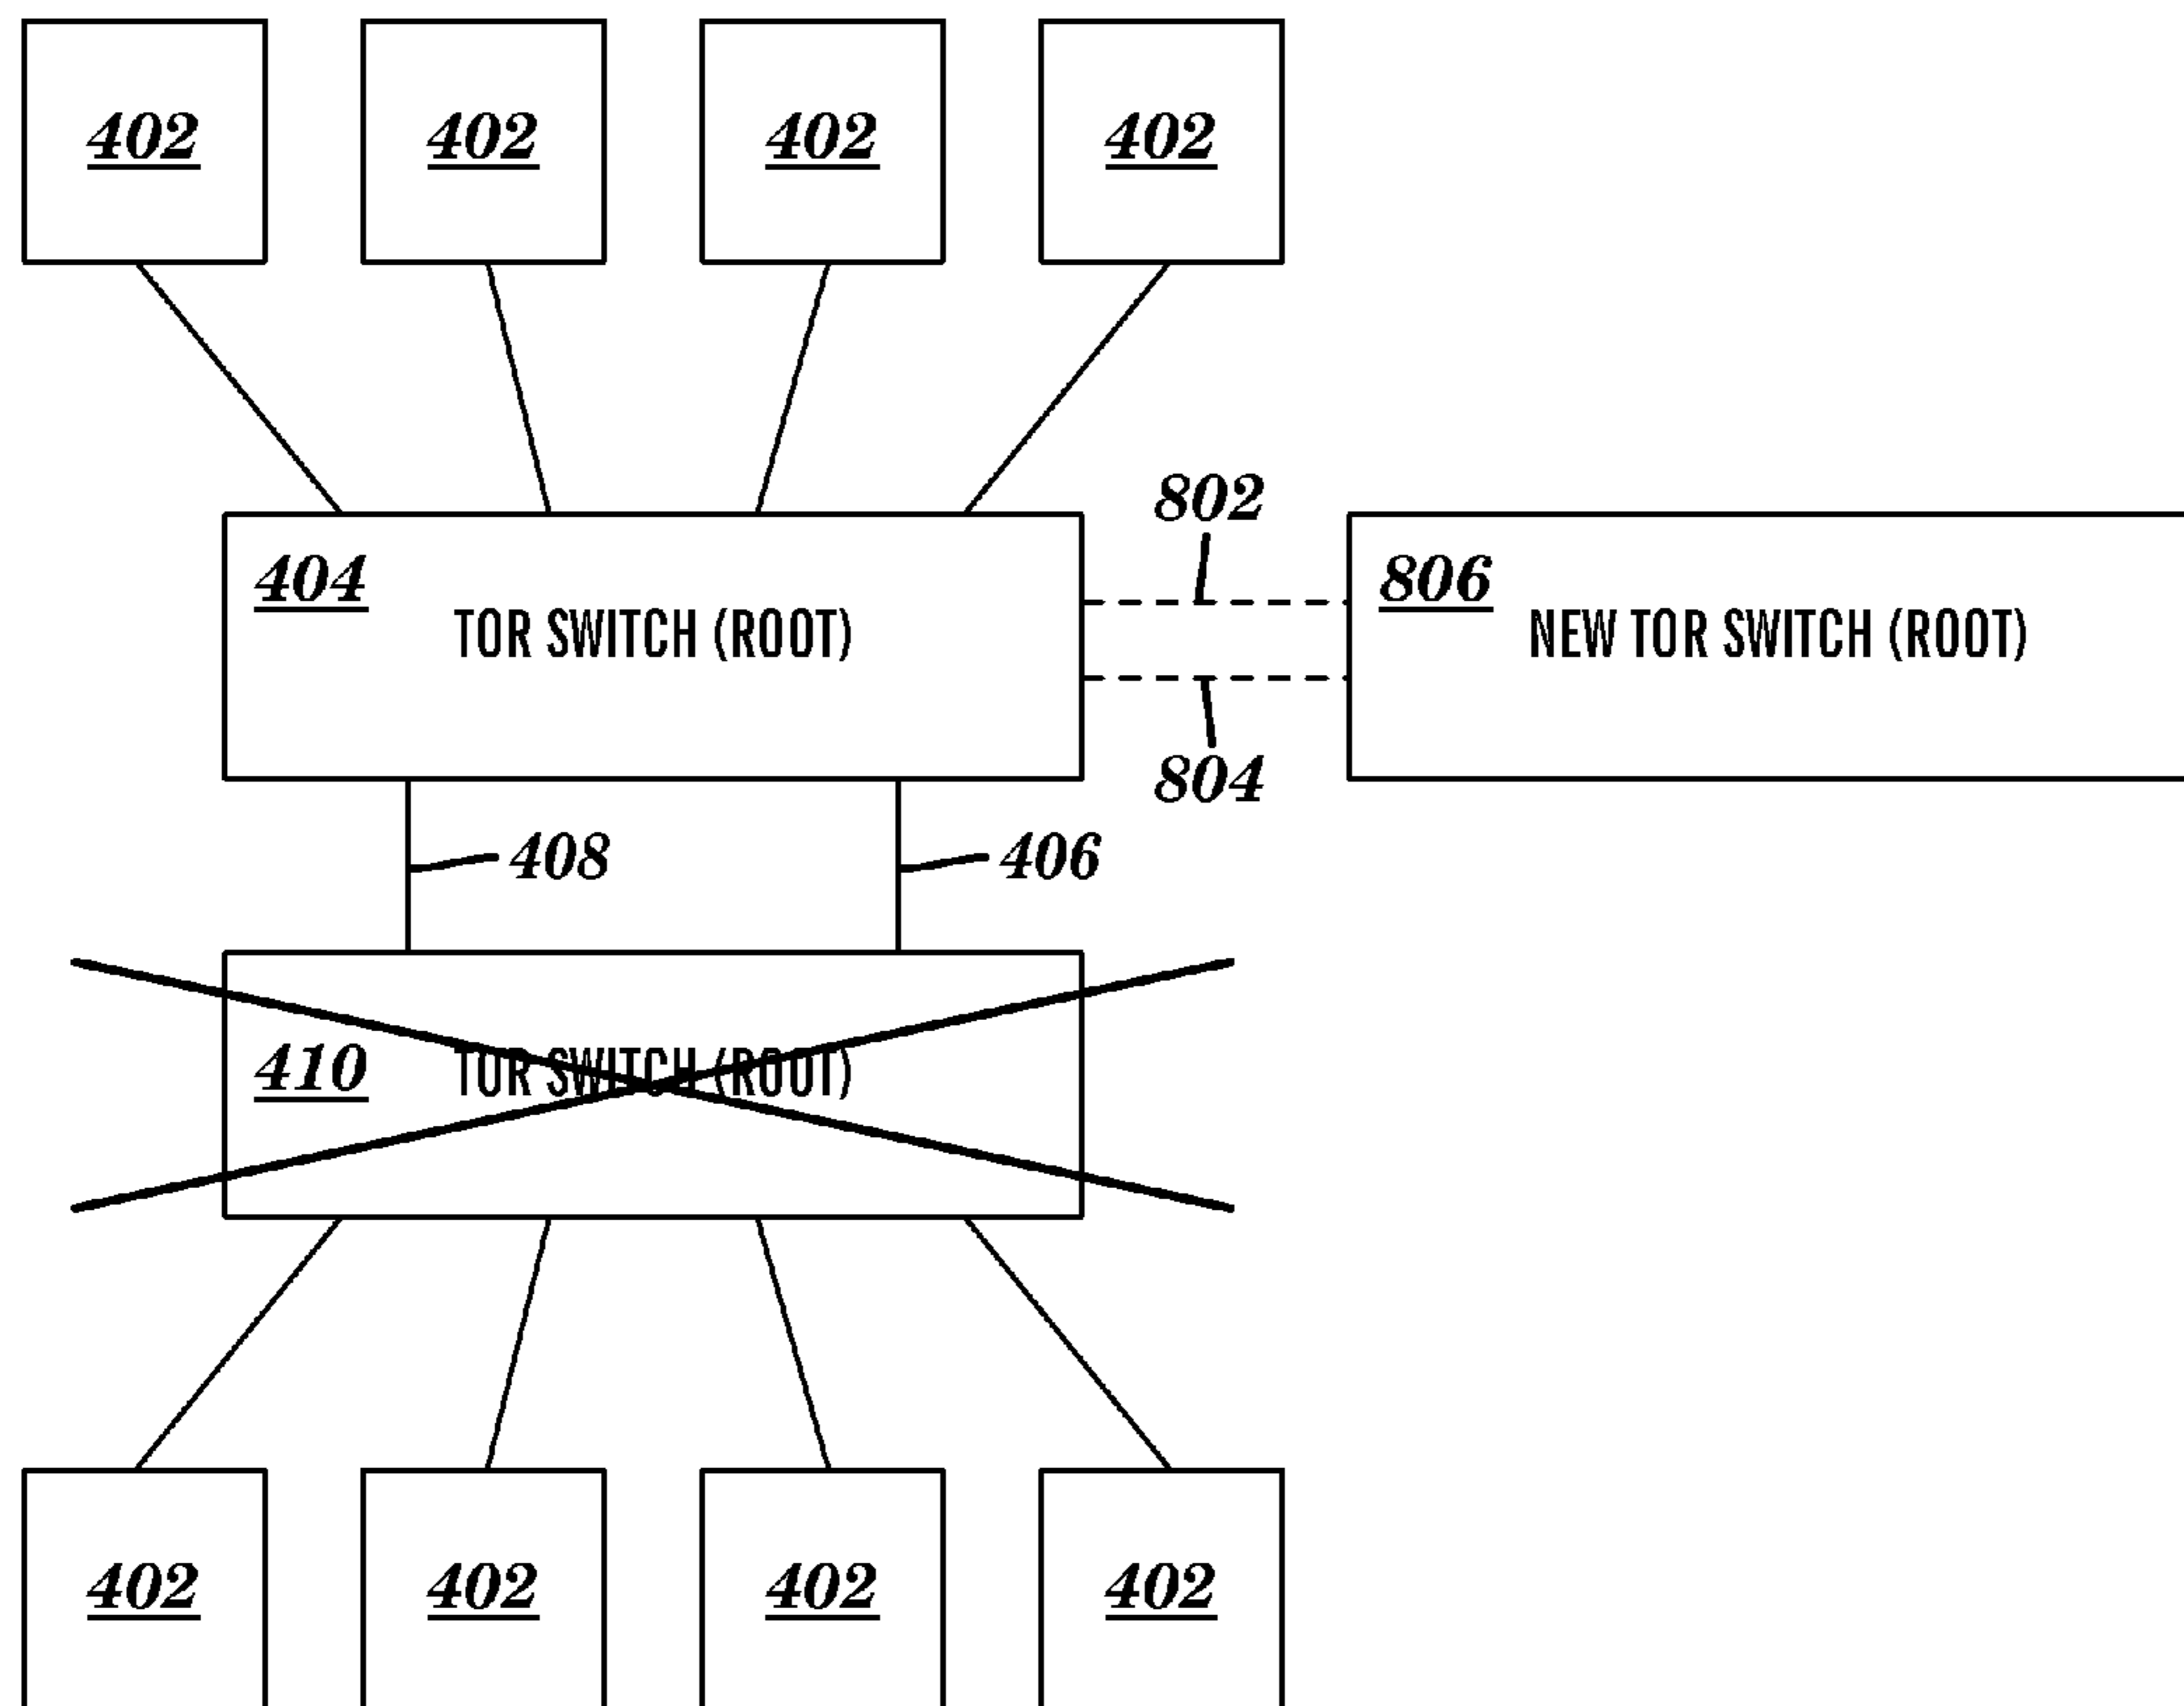 402 402 402 402
802
404 806
TOR SWITCH (ROOT) NEW TOR SWITCH (ROOT)
804
408 406
410 TOR SWITCH (ROOT)
402 402 402 402